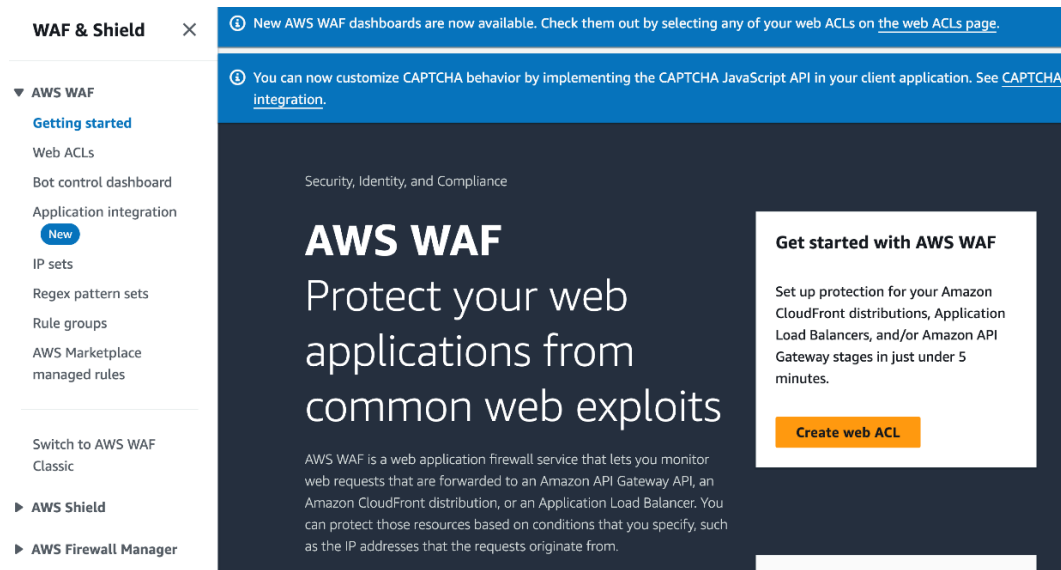 WAF & Shield
AWS WAF
Getting started
Web ACLs
Bot control dashboard
Application integration
New
IP sets
Regex pattern sets
Rule groups
AWS Marketplace
managed rules
Switch to AWS WAF
Classic
AWS Shield
AWS Firewall Manager
New AWS WAF dashboards are now available. Check them out by selecting any of your web ACLs on the web ACLs page.
You can now customize CAPTCHA behavior by implementing the CAPTCHA JavaScript API in your client application. See CAPTCHA
integration.
Security, Identity, and Compliance
AWS WAF
Protect your web
applications from
common web exploits
AWS WAF is a web application firewall service that lets you monitor
web requests that are forwarded to an Amazon API Gateway API, an
Amazon CloudFront distribution, or an Application Load Balancer. You
can protect those resources based on conditions that you specify, such
as the IP addresses that the requests originate from.
Get started with AWS WAF
Set up protection for your Amazon
CloudFront distributions, Application
Load Balancers, and/or Amazon API
Gateway stages in just under 5
minutes.
Create web ACL